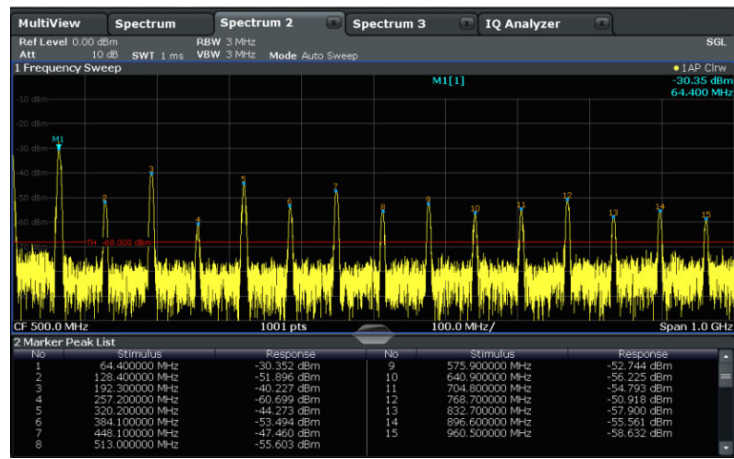 MultiView Spectrum Spectrum 2 Spectrum 3 IQ Analyzer
Ref Level 0.00 dBm RBW 3 MHz SGL
Att 10 dB SWT 1 ms VBW 3 MHz Mode Auto Sweep
1 Frequency Sweep 1AP Clrw
M1[1] -30.35 dBm
64.400 MHz
-10 dBm
-20 dBm
M1
-30 dBm
3
-40 dBm
5
7
-50 dBm
2 6 9 12
8 10 11 14
13 15
4
-60 dBm
TH -68.000 dBm
CF 500.0 MHz 1001 pts 100.0 MHz/ Span 1.0 GHz
2 Marker Peak List
No Stimulus Response No Stimulus Response
1 64.400000 MHz -30.352 dBm 9 575.900000 MHz -52.744 dBm
2 128.400000 MHz -51.896 dBm 10 640.900000 MHz -56.225 dBm
3 192.300000 MHz -40.227 dBm 11 704.800000 MHz -54.793 dBm
4 257.200000 MHz -60.699 dBm 12 768.700000 MHz -50.918 dBm
5 320.200000 MHz -44.273 dBm 13 832.700000 MHz -57.900 dBm
6 384.100000 MHz -53.494 dBm 14 896.600000 MHz -55.561 dBm
7 448.100000 MHz -47.460 dBm 15 960.500000 MHz -58.632 dBm
8 513.000000 MHz -55.603 dBm